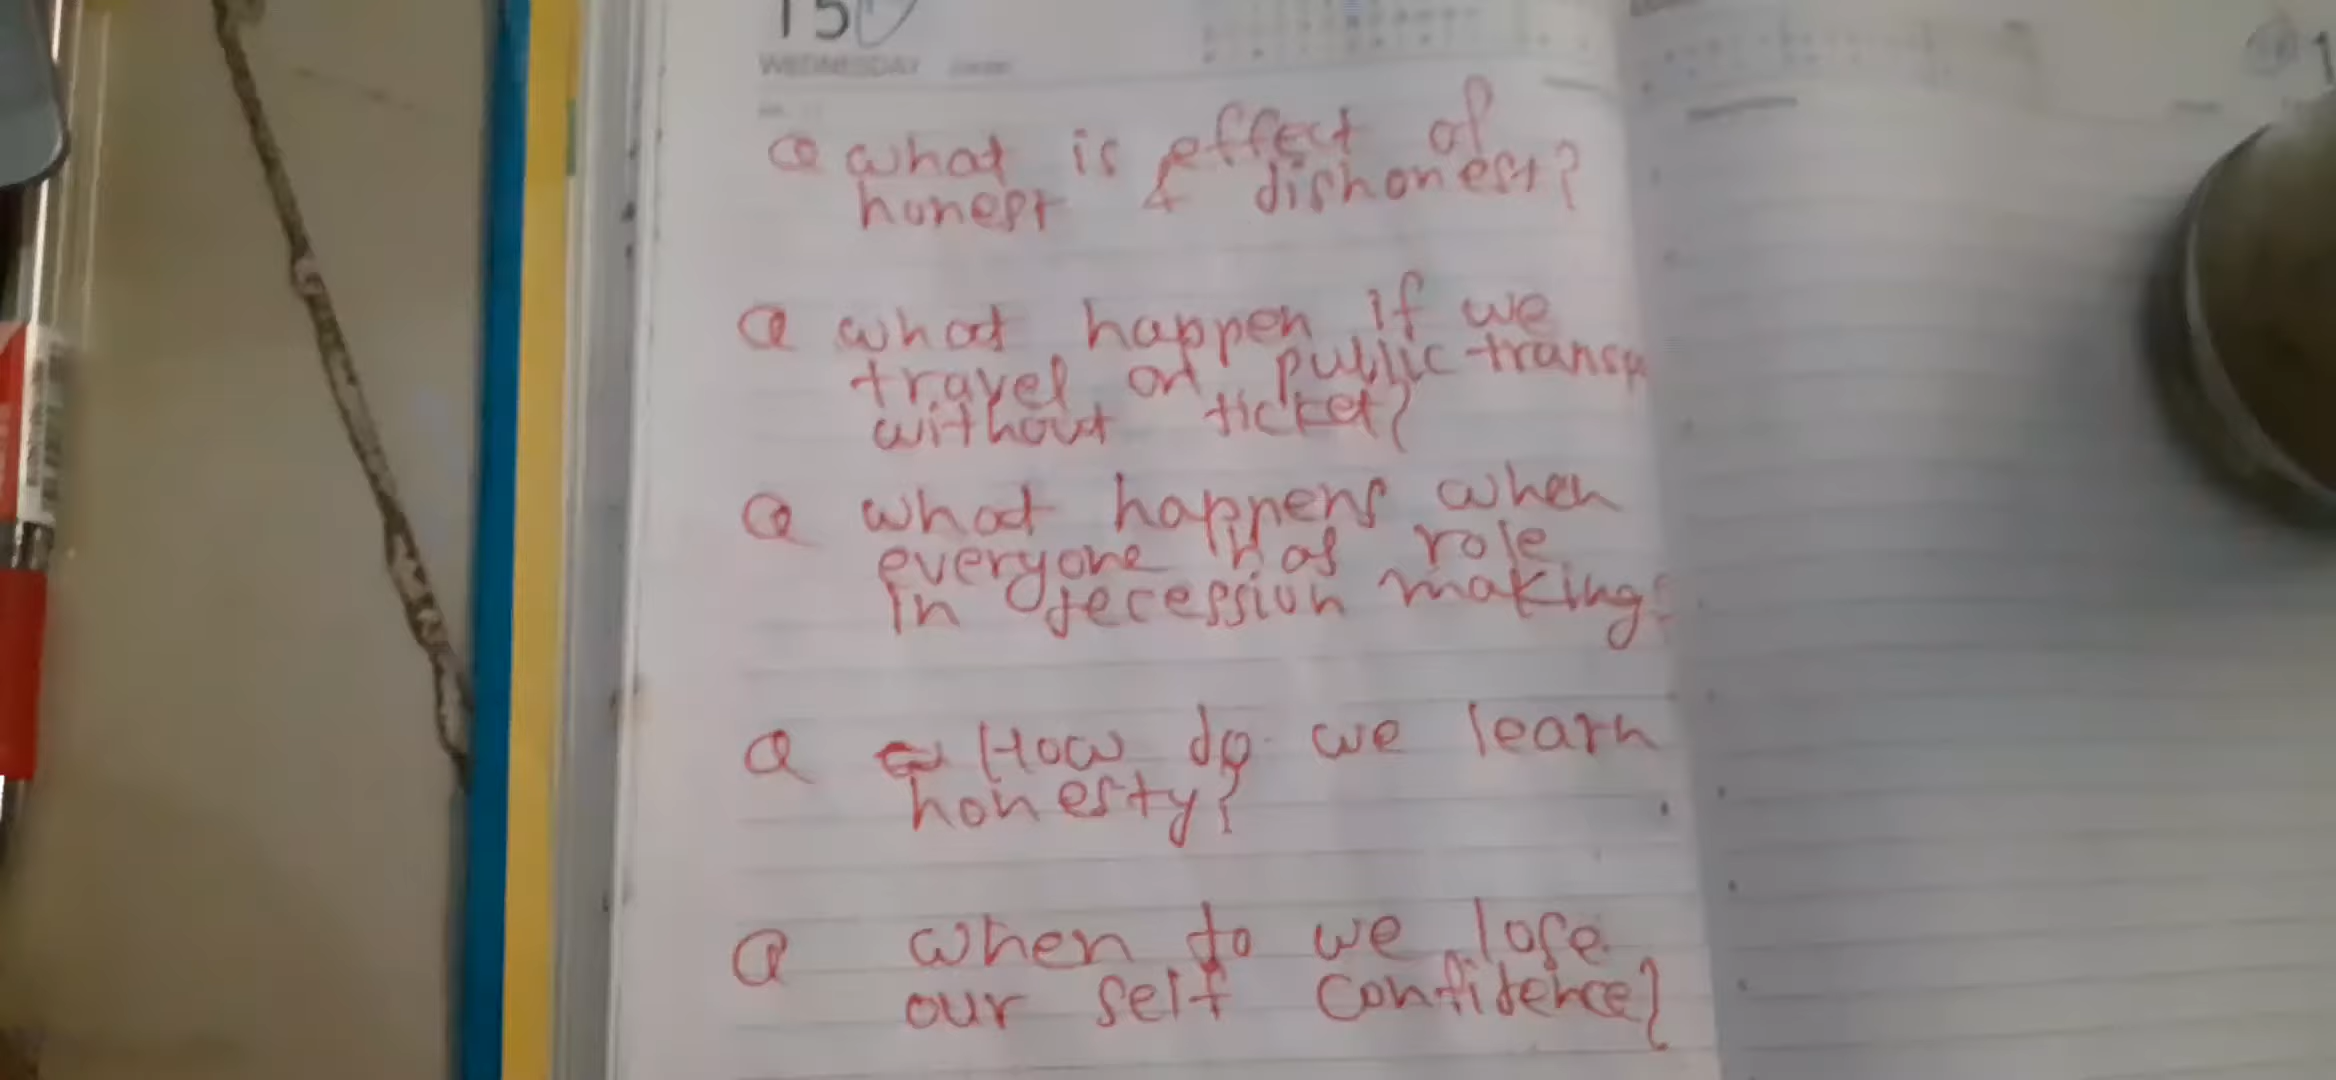 15
WEDNESDAY
Q what is effect of
honest & dishonest?
Q what happen if we
travel on public transp
without ticket?
Q what happens when
everyone has role
in decession making?
Q How do we learn
honesty?
Q when do we lose
our self confidence?